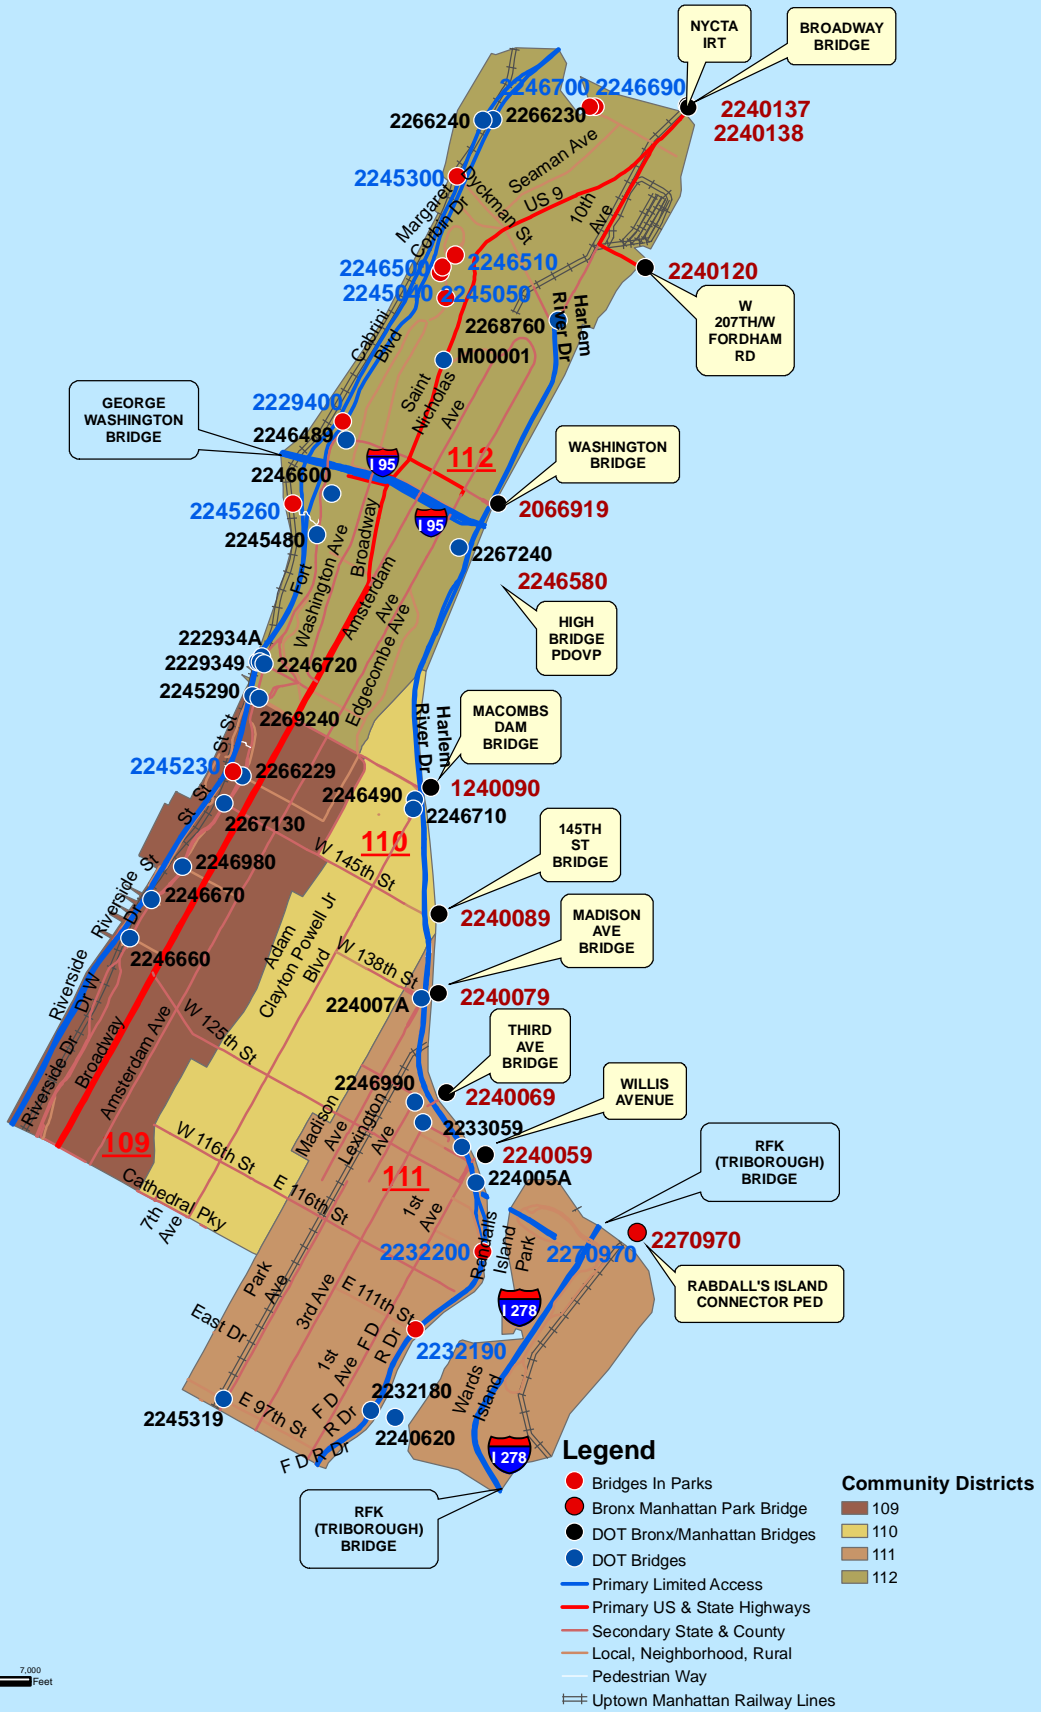 NYCTA
IRT
BROADWAY
BRIDGE
2246700
2246690
2266240
2266230
2240137
2240138
Seaman Ave
2245300
Dyckman St
US 9
10th
Ave
Margaret
Corbin Dr
2246510
2246500
2240120
2245040
2245050
W
207TH/W
FORDHAM
RD
2268760
Harlem
River Dr
Cabrini
Blvd
M00001
Saint
Nicholas
Ave
GEORGE
WASHINGTON
BRIDGE
2229400
2246489
I 95
112
WASHINGTON
BRIDGE
2246600
2245260
2066919
I 95
2245480
Broadway
2267240
Fort
Washington Ave
Amsterdam
Ave
2246580
Edgecombe Ave
HIGH
BRIDGE
PDOVP
222934A
2229349
2246720
2245290
2269240
Harlem
River Dr
MACOMBS
DAM
BRIDGE
St St
2245230
2266229
1240090
2246490
2246710
St St
2267130
110
145TH
ST
BRIDGE
W 145th St
2246980
Riverside St
2246670
Riverside
Dr
2240089
MADISON
AVE
BRIDGE
Adam
Clayton Powell Jr
Blvd
W 138th St
2246660
Riverside
Dr W
224007A
2240079
W 125th St
THIRD
AVE
BRIDGE
Riverside Dr
Broadway
Amsterdam Ave
2246990
WILLIS
AVENUE
2240069
Madison
Ave
Lexington
Ave
2233059
109
W 116th St
2240059
RFK
(TRIBOROUGH)
BRIDGE
111
224005A
Cathedral Pky
E 116th St
7th
Ave
1st
Ave
2232200
Randalls
Island
Park
2270970
2270970
Park
Ave
3rd Ave
E 111th St
RABDALL'S ISLAND
CONNECTOR PED
I 278
East Dr
F D
R Dr
1st
Ave
2232190
Wards
Island
2232180
F D
R Dr
E 97th St
2245319
2240620
F D R Dr
I 278
RFK
(TRIBOROUGH)
BRIDGE
Legend
Bridges In Parks
Bronx Manhattan Park Bridge
DOT Bronx/Manhattan Bridges
DOT Bridges
Primary Limited Access
Primary US & State Highways
Secondary State & County
Local, Neighborhood, Rural
Pedestrian Way
Uptown Manhattan Railway Lines
Community Districts
109
110
111
112
7,000
Feet